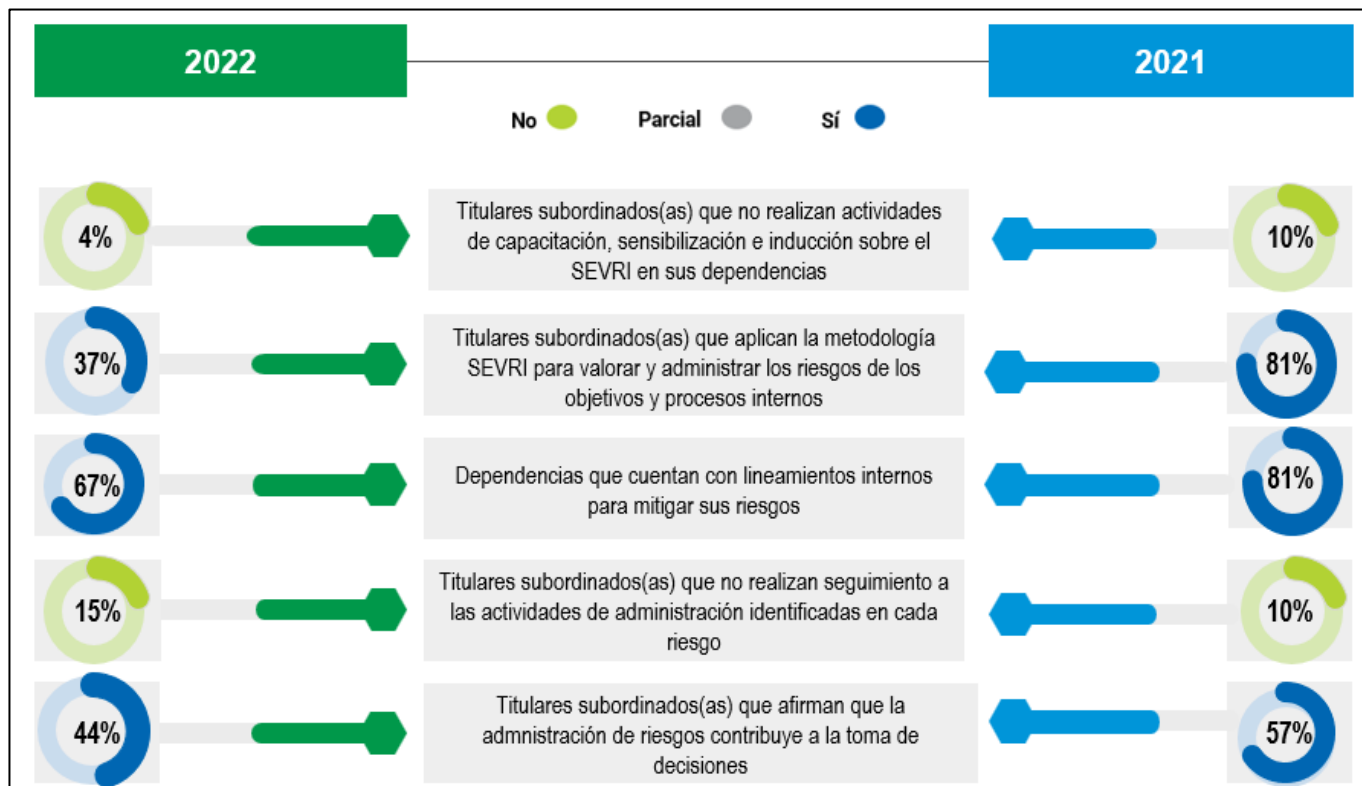 2022
2021
No
Parcial
Sí
4%
Titulares subordinados(as) que no realizan actividades
de capacitación, sensibilización e inducción sobre el
SEVRI en sus dependencias
10%
37%
Titulares subordinados(as) que aplican la metodología
SEVRI para valorar y administrar los riesgos de los
objetivos y procesos internos
81%
67%
Dependencias que cuentan con lineamientos internos
para mitigar sus riesgos
81%
15%
Titulares subordinados(as) que no realizan seguimiento a
las actividades de administración identificadas en cada
riesgo
10%
44%
Titulares subordinados(as) que afirman que la
admnistración de riesgos contribuye a la toma de
decisiones
57%